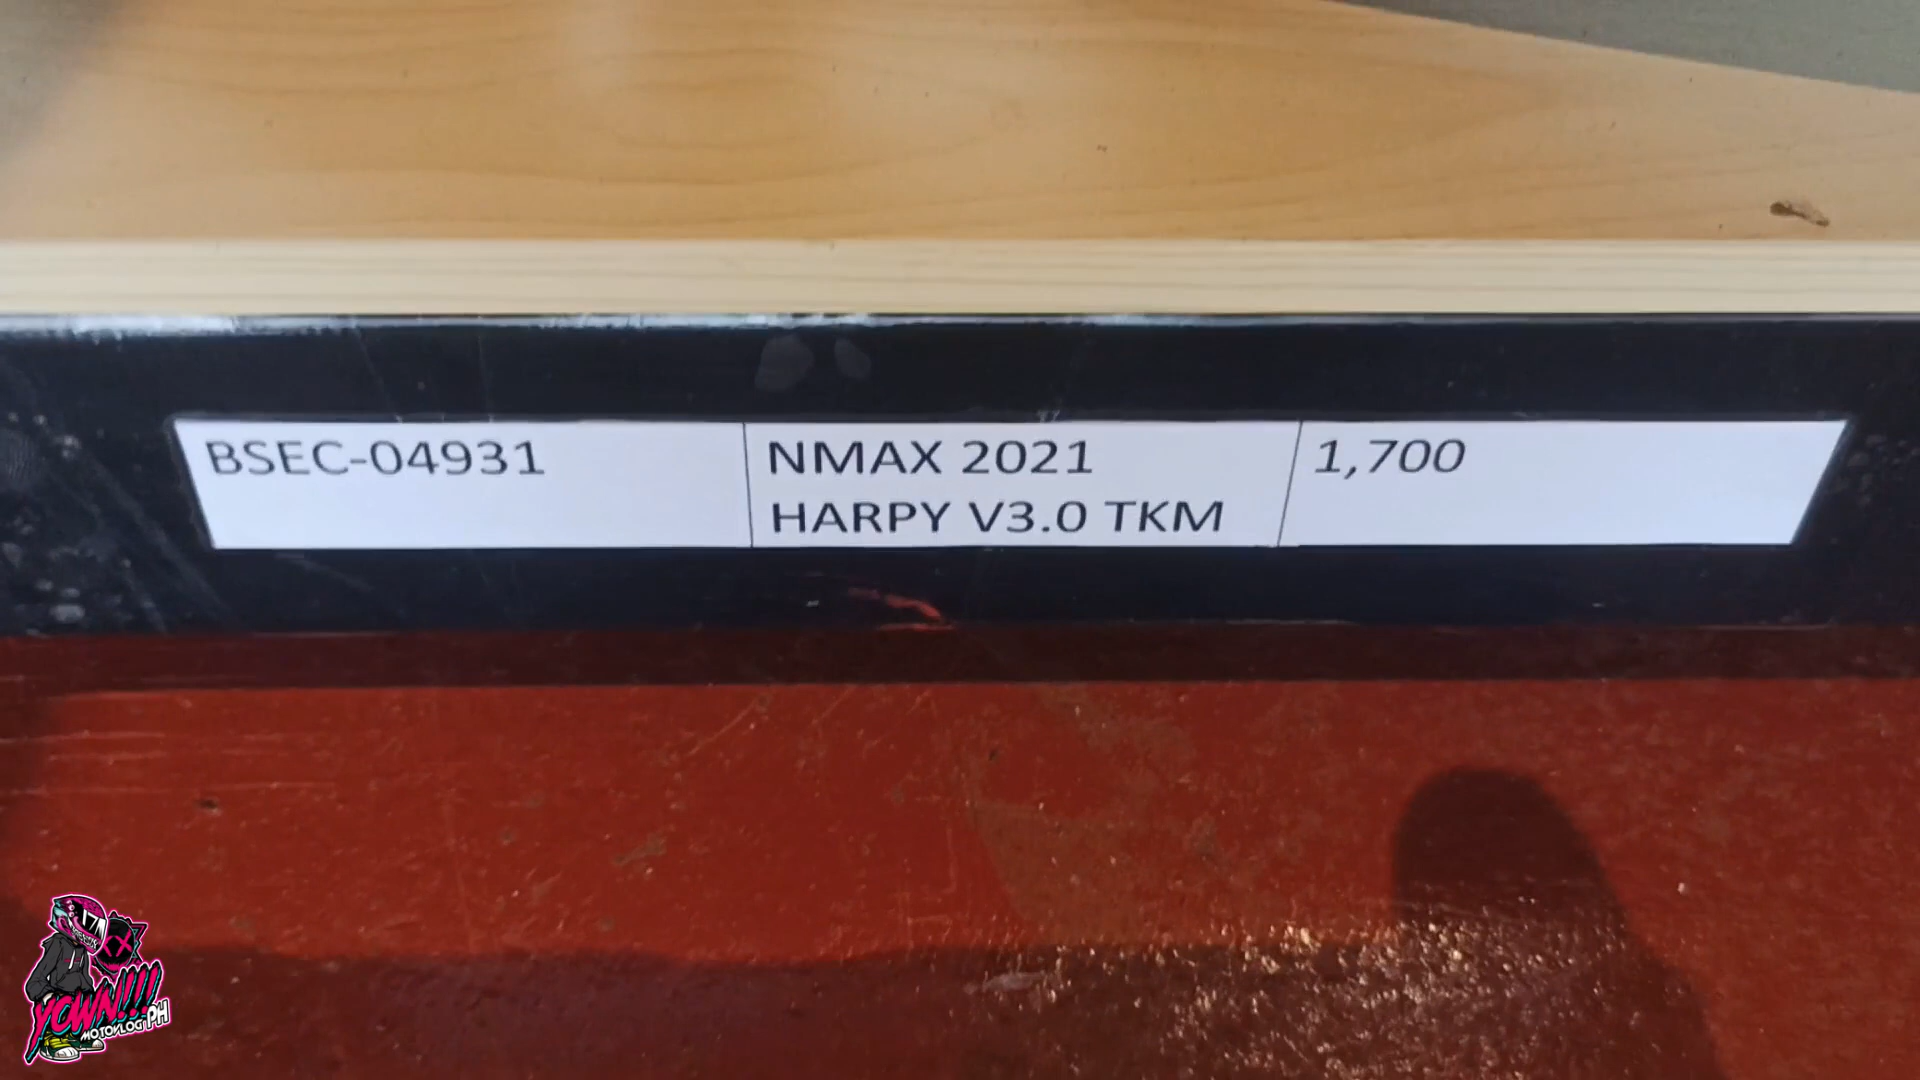 BSEC-04931
NMAX 2021
HARPY V3.0 TKM
1,700
YOWN!!!
MOTOVLOG PH